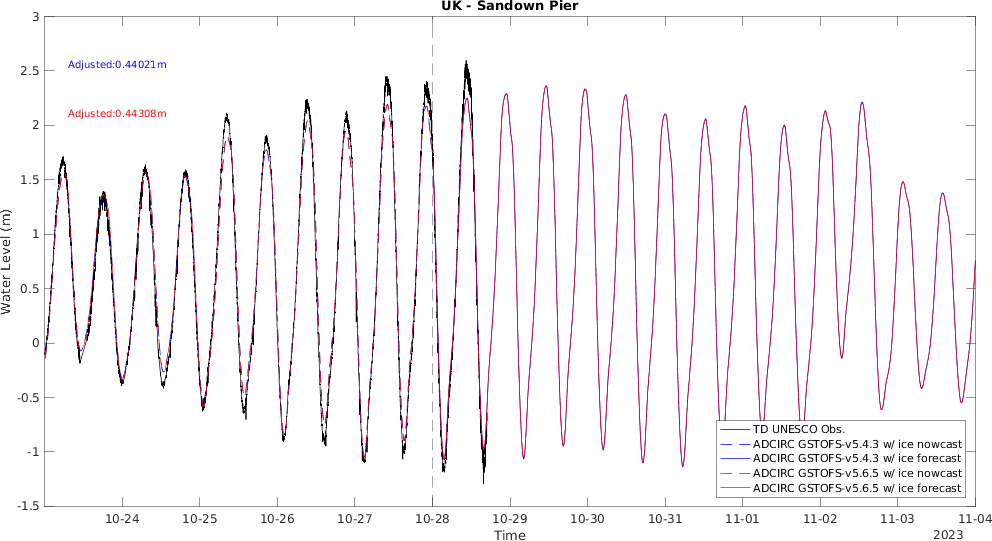 UK - Sandown Pier
3
2.5
2
1.5
1
0.5
0
-0.5
-1
-1.5
Water Level (m)
Adjusted:0.44021m
Adjusted:0.44308m
TD UNESCO Obs.
ADCIRC GSTOFS-v5.4.3 w/ ice nowcast
ADCIRC GSTOFS-v5.4.3 w/ ice forecast
ADCIRC GSTOFS-v5.6.5 w/ ice nowcast
ADCIRC GSTOFS-v5.6.5 w/ ice forecast
10-24 10-25 10-26 10-27 10-28 10-29 10-30 10-31 11-01 11-02 11-03 11-04
Time
2023